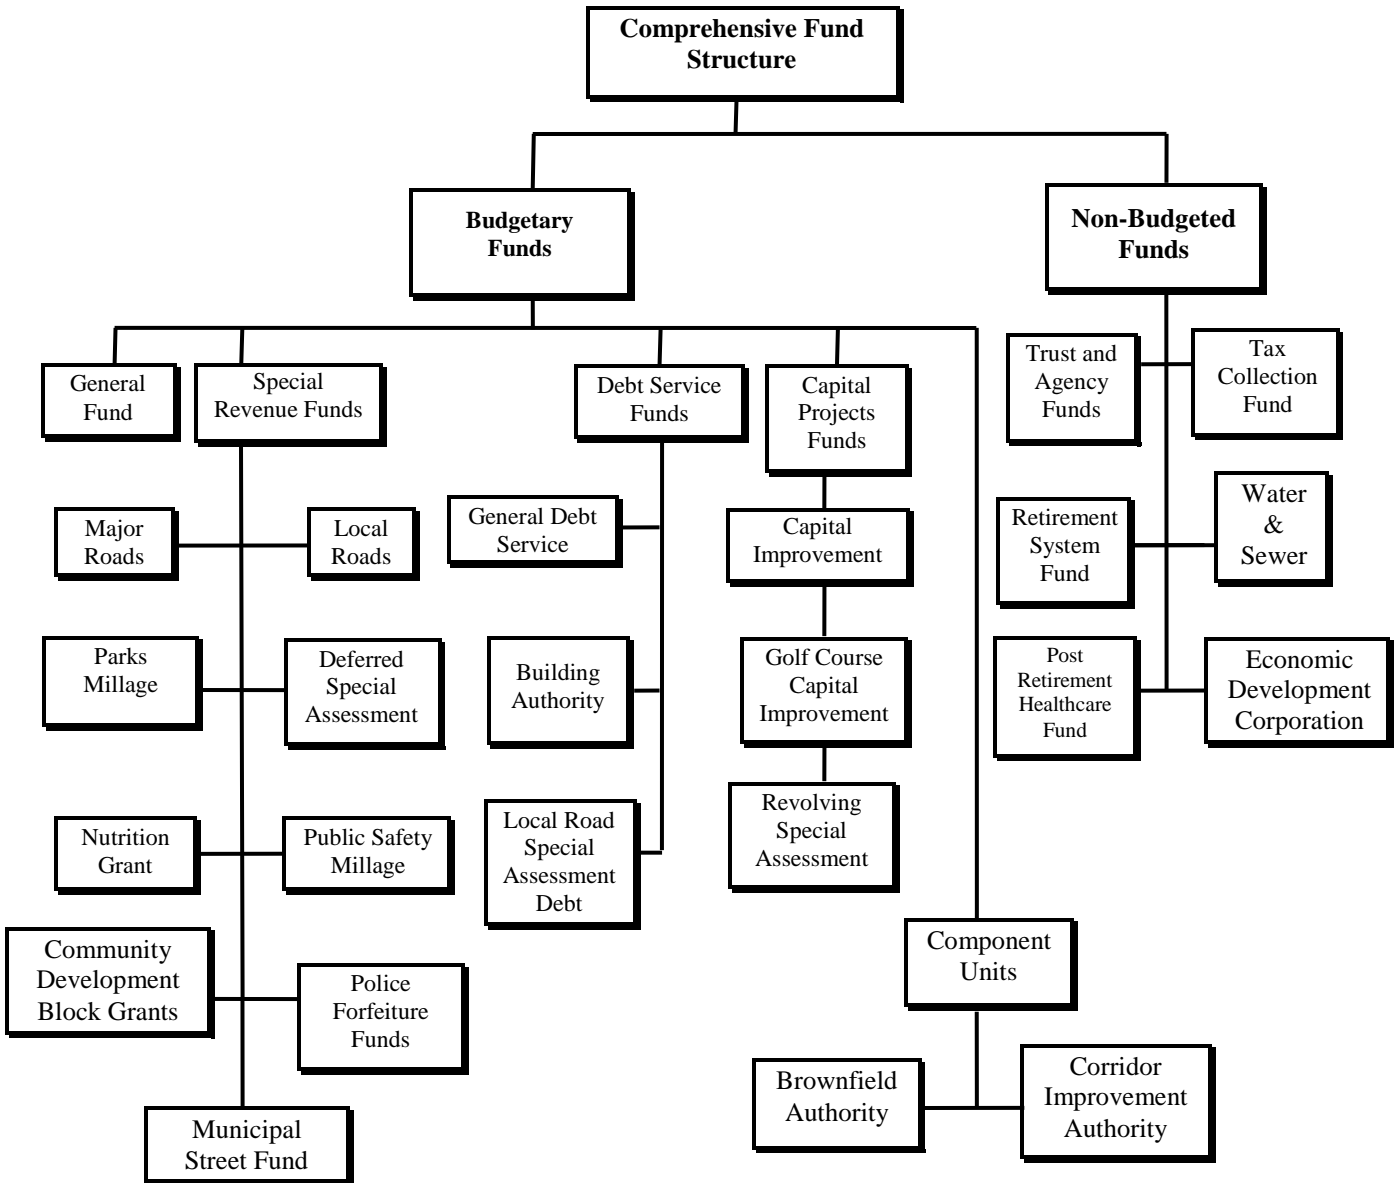 Comprehensive Fund
Structure
Budgetary
Funds
Non-Budgeted
Funds
General
Fund
Special
Revenue Funds
Debt Service
Funds
Capital
Projects
Funds
Trust and
Agency
Funds
Tax
Collection
Fund
Major
Roads
Local
Roads
General Debt
Service
Capital
Improvement
Retirement
System
Fund
Water
&
Sewer
Parks
Millage
Deferred
Special
Assessment
Building
Authority
Golf Course
Capital
Improvement
Post
Retirement
Healthcare
Fund
Economic
Development
Corporation
Nutrition
Grant
Public Safety
Millage
Local Road
Special
Assessment
Debt
Revolving
Special
Assessment
Community
Development
Block Grants
Police
Forfeiture
Funds
Component
Units
Municipal
Street Fund
Brownfield
Authority
Corridor
Improvement
Authority